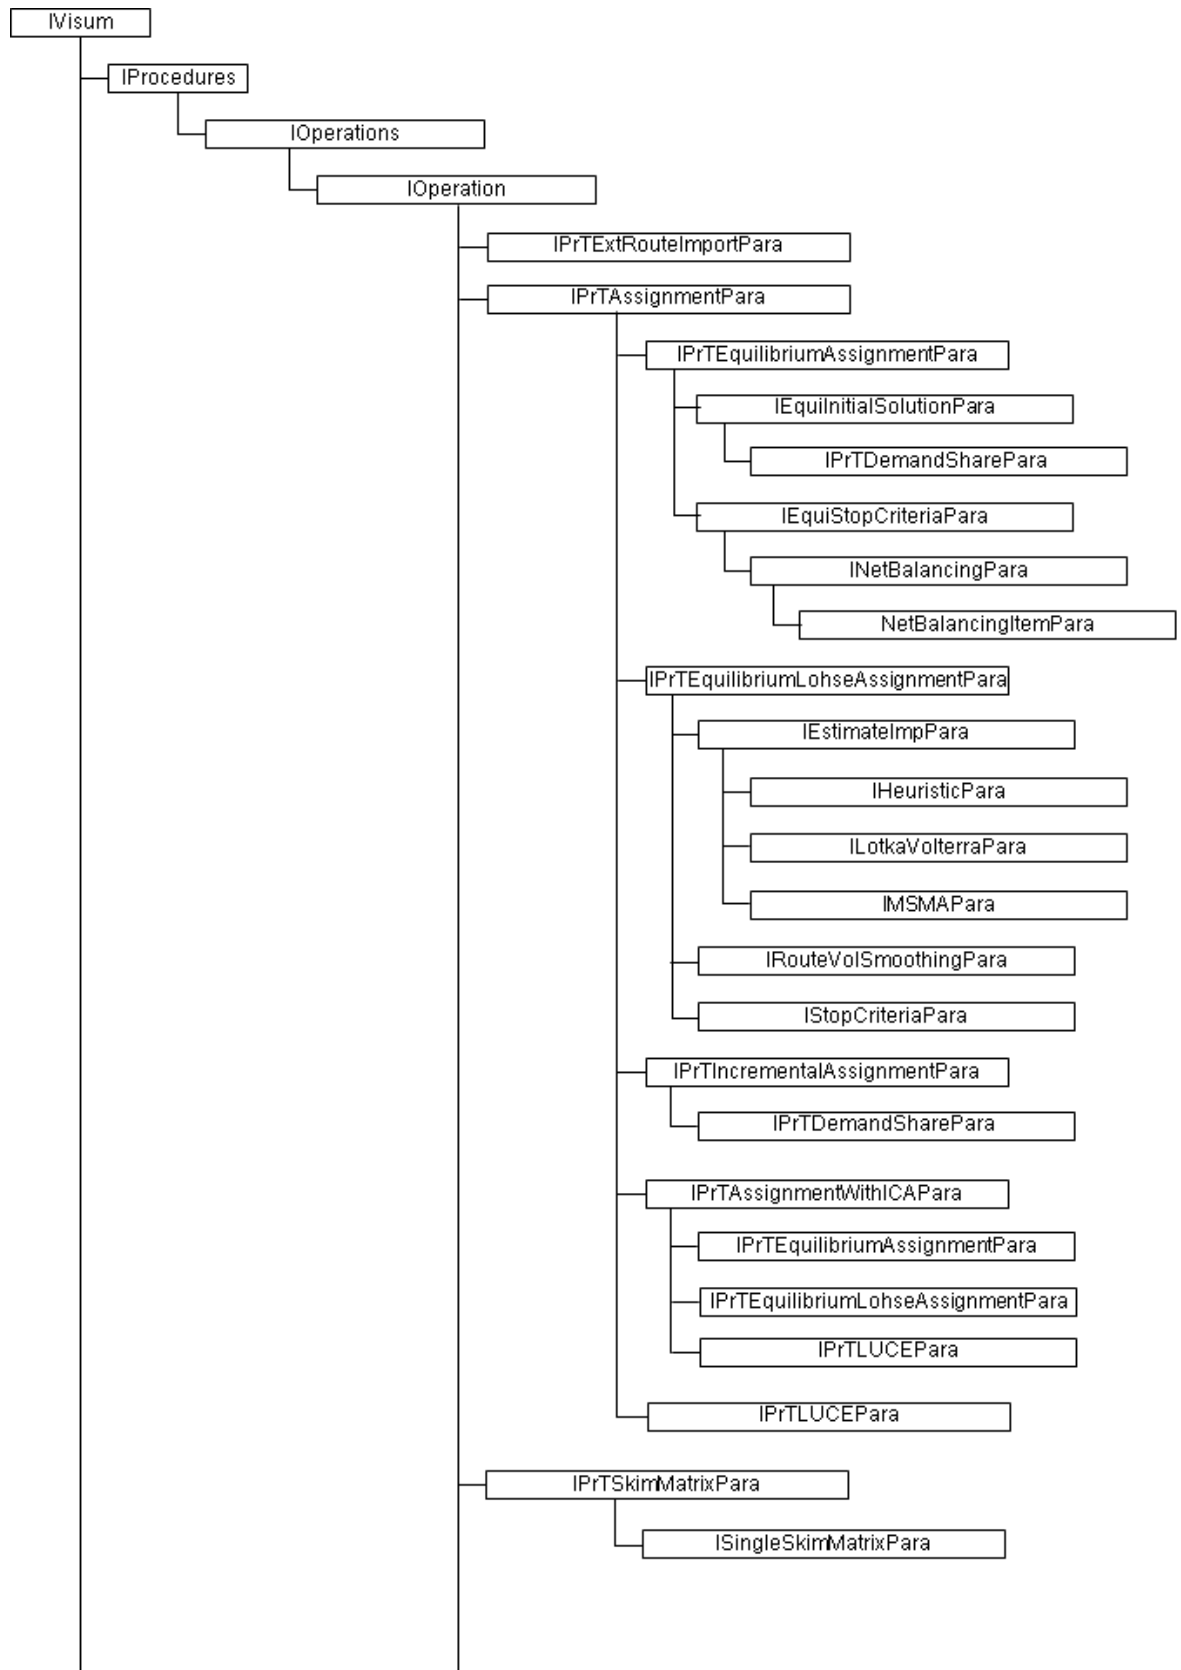 IVisum
IProcedures
IOperations
IOperation
IPrTExtRouteImportPara
IPrTAssignmentPara
IPrTEquilibriumAssignmentPara
IEquiInitialSolutionPara
IPrTDemandSharePara
IEquiStopCriteriaPara
INetBalancingPara
NetBalancingItemPara
IPrTEquilibriumLohseAssignmentPara
IEstimateImpPara
IHeuristicPara
ILotkaVolterraPara
IMSMAPara
IRouteVolSmoothingPara
IStopCriteriaPara
IPrTIncrementalAssignmentPara
IPrTDemandSharePara
IPrTAssignmentWithICAPara
IPrTEquilibriumAssignmentPara
IPrTEquilibriumLohseAssignmentPara
IPrTLUCEPara
IPrTLUCEPara
IPrTSkimMatrixPara
ISingleSkimMatrixPara